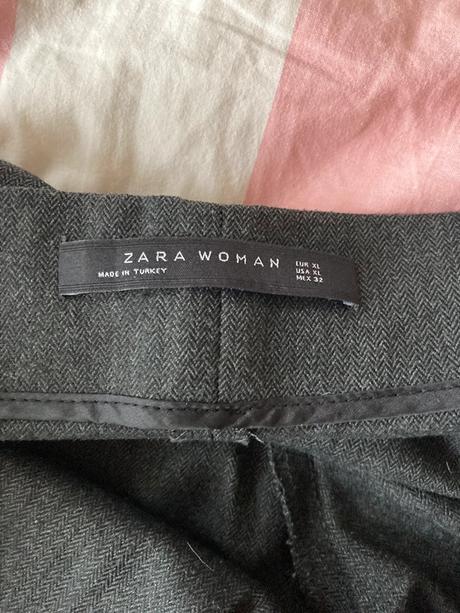 ZARA WOMAN
MADE IN TURKEY
EUR XL
USA XL
MEX 32